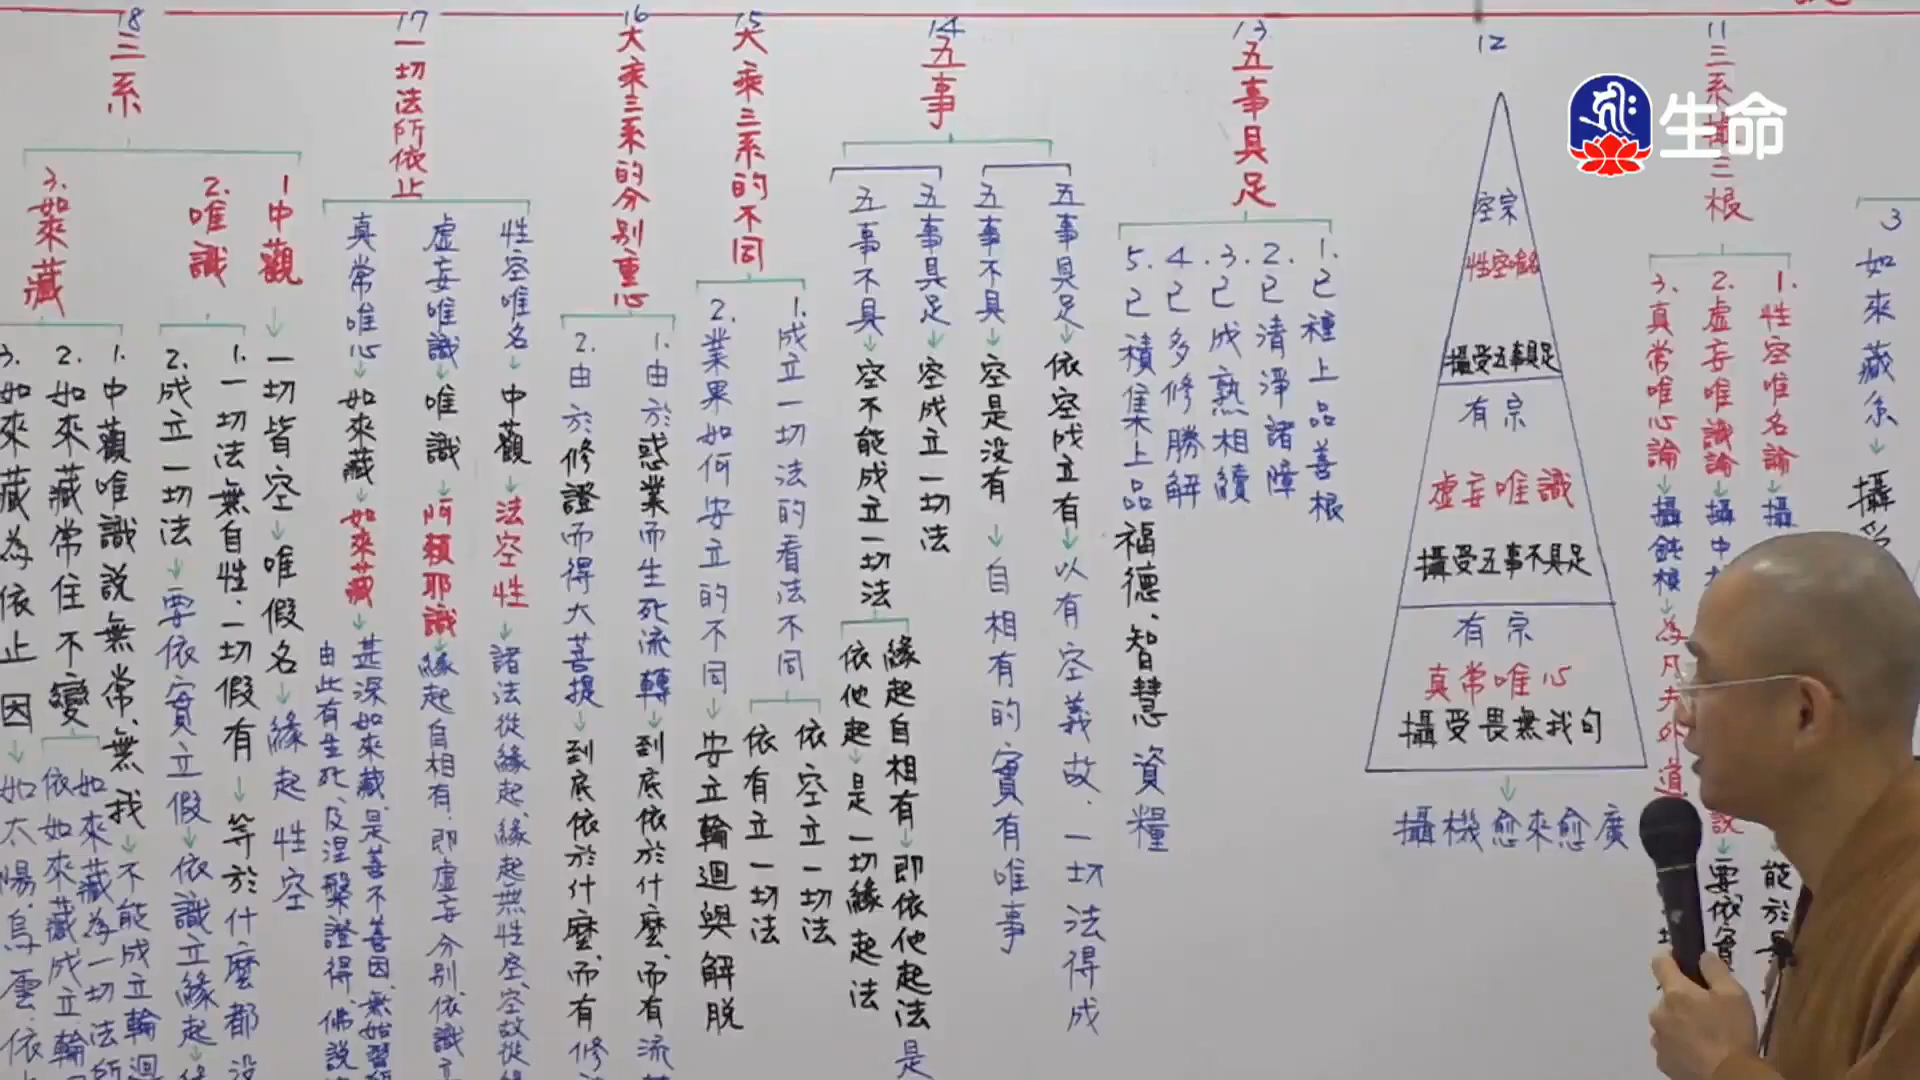 生命
3
如來藏系
攝受
11
三系
三根
1. 性空唯名論
攝
能於
2. 虛妄唯識論
攝中
要依實
3. 真常唯心論
攝鈍根
為凡夫外道
說
12
空宗
性空唯名
攝受五事具足
有宗
虛妄唯識
攝受五事不具足
有宗
真常唯心
攝受畏無我句
攝機愈來愈廣
13
五事具足
1. 已種上品善根
2. 已清淨諸障
3. 已成熟相續
4. 已多修勝解
5. 已積集上品福德、智慧資糧
14
五事
五事具足
依空成立有
以有空義故、一切法得成
五事不具
空是没有
自相有的實有唯事
五事具足
空成立一切法
五事不具
空不能成立一切法
緣起自相有
即依他起法是
依他起
是一切緣起法
15
大乘三系的不同
1. 成立一切法的看法不同
依空立一切法
依有立一切法
2. 業果如何安立的不同
安立輪迴與解脫
16
大乘三系的分別重心
1. 由於惑業而生死流轉
到底依於什麼、而有流
2. 由於修證而得大菩提
到底依於什麼、而有修
17
一切法所依止
性空唯名
中觀
法空性
諸法從緣起、緣起無性空、空故從緣
虛妄唯識
唯識
阿賴耶識
緣起自相有、即虛妄分別依識立
真常唯心
如來藏
如來藏
甚深如來藏、是善不善因、無始習
由此有生死、及涅槃證得、佛說
18
三系
1 中觀
一切皆空
唯假名
緣起性空
2. 唯識
1. 一切法無自性、一切假有
等於什麼都沒
2. 成立一切法
要依實立假
依識立緣起
3. 如來藏
1. 中觀唯識說無常、無我
不能成立輪迴
2. 如來藏常住不變
如來藏為一切法所
依如來藏成立輪
3. 如來藏為依止因
如太陽、烏雲、依